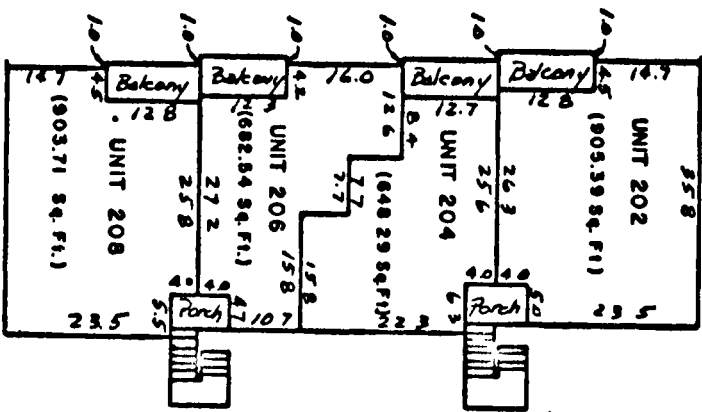 1.0
1.0
1.0
1.0
1.0
1.0
14.9
4.5
Balcony
Balcony
4.2
16.0
Balcony
Balcony
4.5
14.9
12 8
12 3
12.7
12 8
UNIT 208
(903.71 Sq. Ft.)
25 8
27 2
UNIT 206
(682.54 Sq. Ft.)
12 6
8 4
7.7
7.7
15 8
15 8
UNIT 204
(648 29 Sq. Ft.)
25 6
26 3
UNIT 202
(905.39 Sq. Ft.)
35 8
4.0
4.0
4.0
4.0
5.5
Porch
4.7
6 3
Porch
5.0
23.5
10 7
22 3
23 5